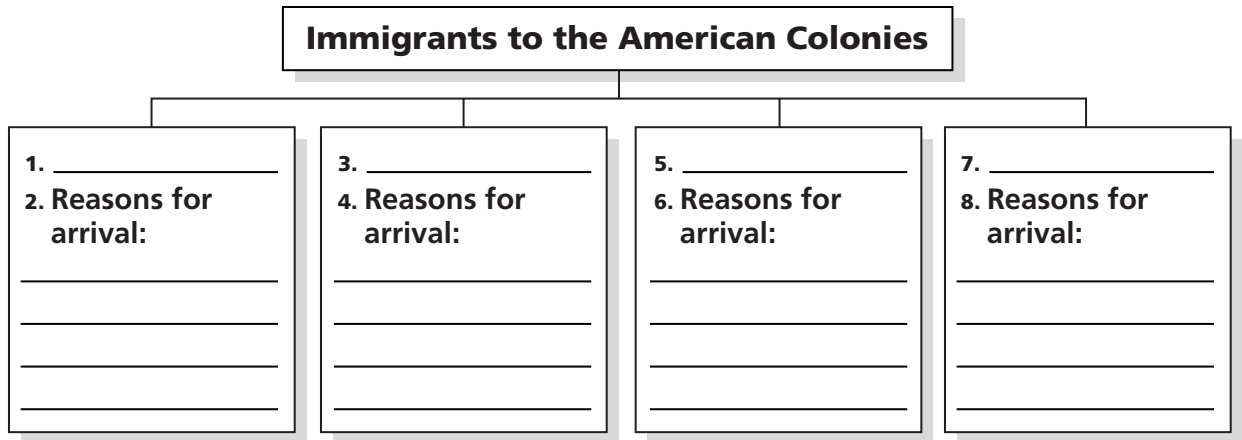 Immigrants to the American Colonies
1.
2. Reasons for
arrival:
3.
4. Reasons for
arrival:
5.
6. Reasons for
arrival:
7.
8. Reasons for
arrival: